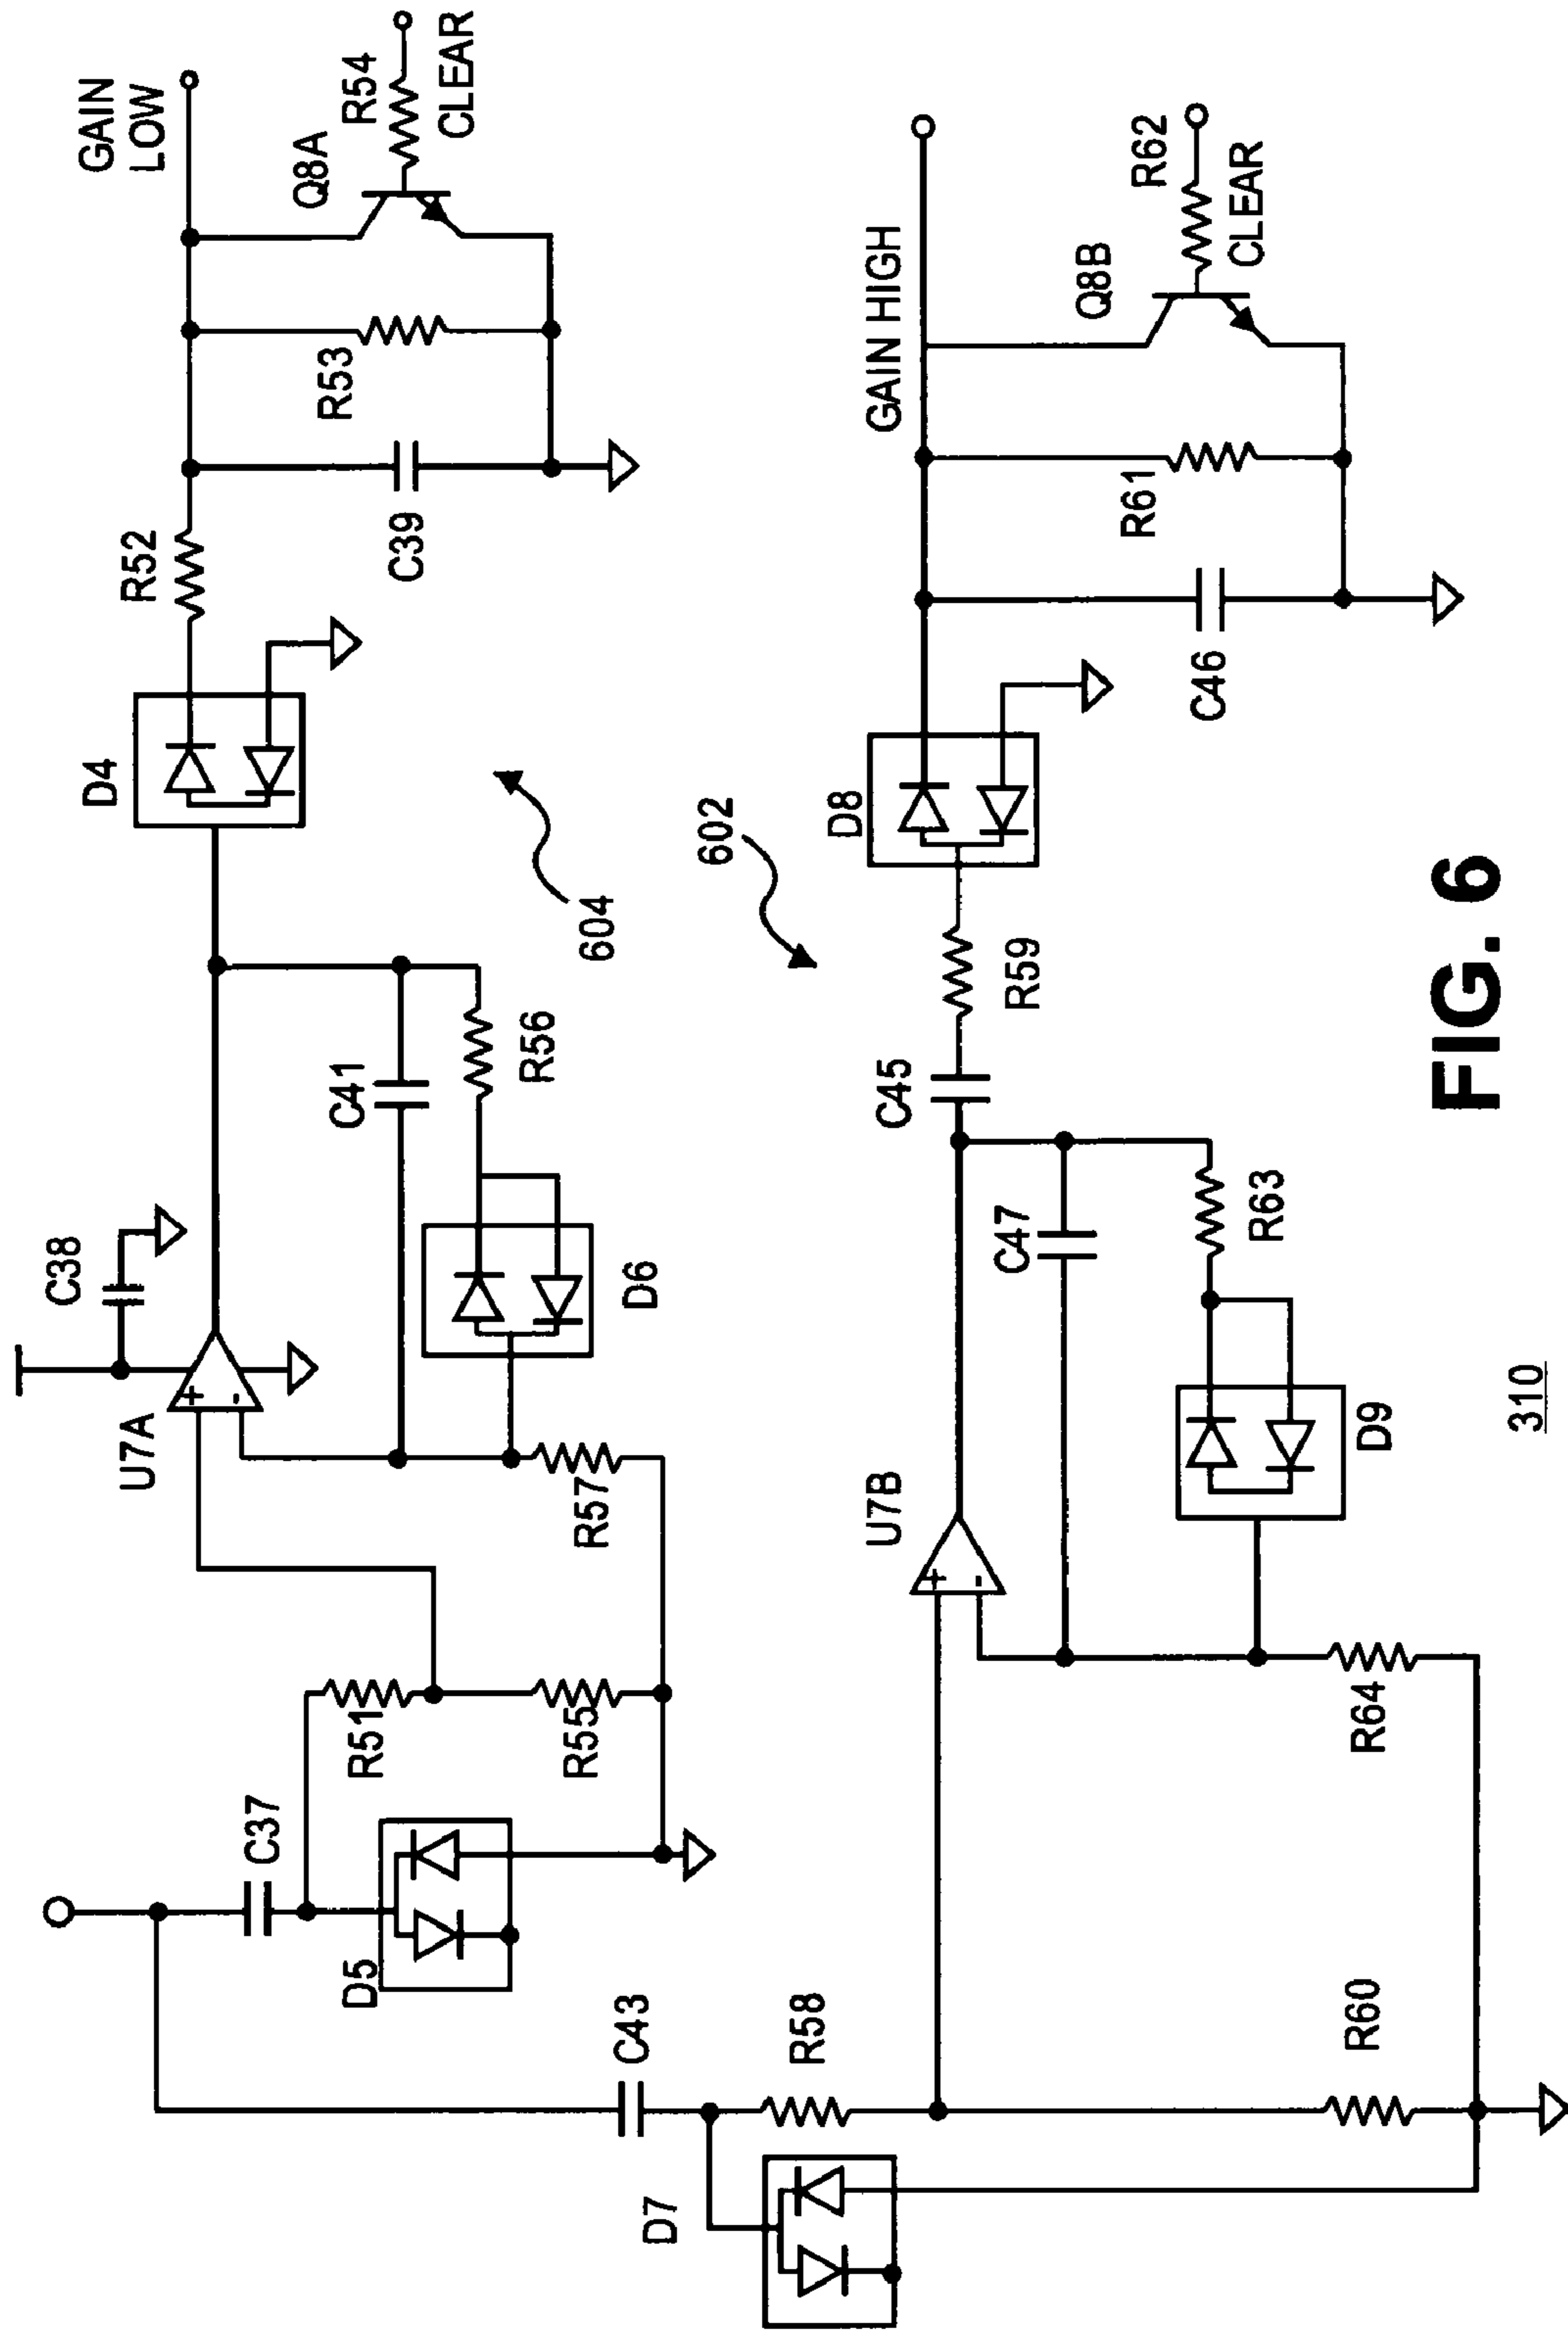 GAIN
LOW
R54
CLEAR
Q8A
R53
R52
C39
D4
604
C38
U7A
C41
R56
D6
R57
R51
R55
C37
D5
GAIN HIGH
R62
CLEAR
Q8B
R61
C46
D8
602
R59
C45
C47
R63
U7B
D9
R64
C43
R58
R60
D7
+
-
+
-
310
FIG. 6